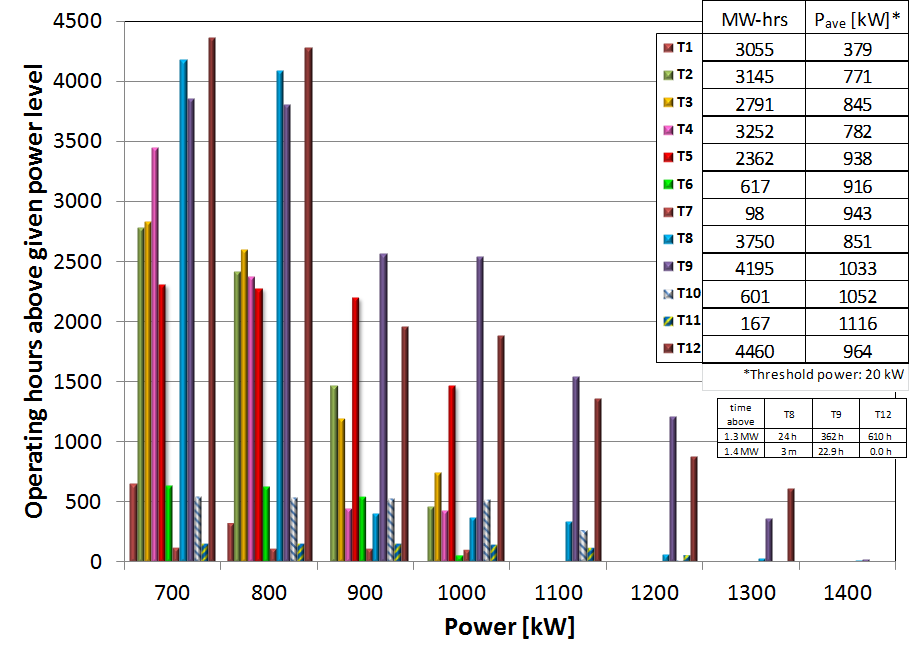 MW-hrs Pave [kW]*
T1 3055 379
T2 3145 771
T3 2791 845
T4 3252 782
T5 2362 938
T6 617 916
T7 98 943
T8 3750 851
T9 4195 1033
T10 601 1052
T11 167 1116
T12 4460 964
*Threshold power: 20 kW
time above T8 T9 T12
1.3 MW 24 h 362 h 610 h
1.4 MW 3 m 22.9 h 0.0 h
Operating hours above given power level
4500
4000
3500
3000
2500
2000
1500
1000
500
0
700 800 900 1000 1100 1200 1300 1400
Power [kW]